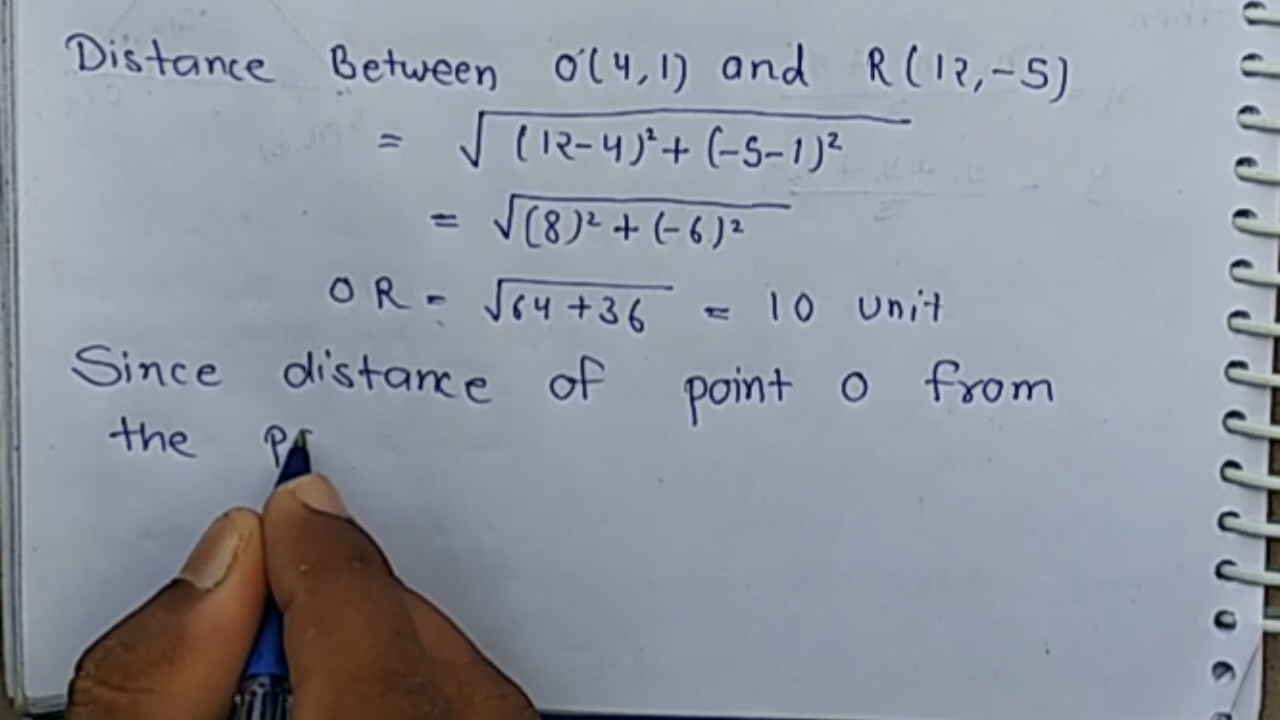 Distance Between O(4,1) and R(12,-5)
= √(12-4)²+(-5-1)²
= √(8)²+(-6)²
OR = √64+36 = 10 unit
Since distance of point O from
the